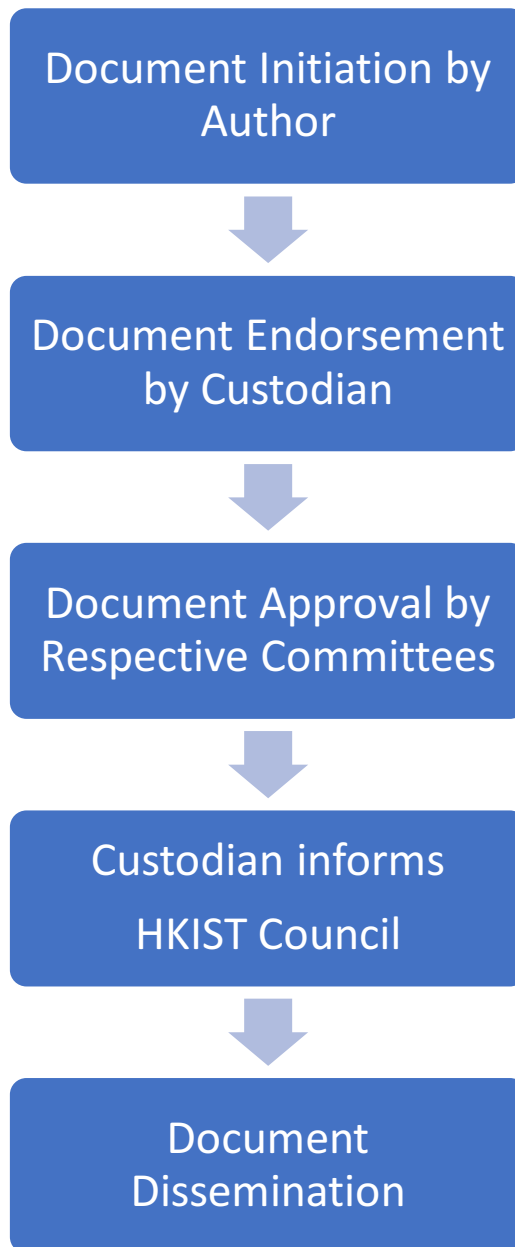 Document Initiation by
Author
Document Endorsement
by Custodian
Document Approval by
Respective Committees
Custodian informs
HKIST Council
Document
Dissemination